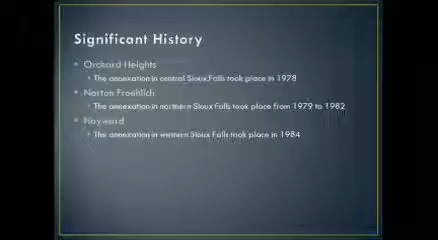 Significant History
Orchard Heights
The annexation in central Sioux Falls took place in 1978
Norton Froehlich
The annexation in northern Sioux Falls took place from 1979 to 1982
Hayward
The annexation in western Sioux Falls took place in 1984